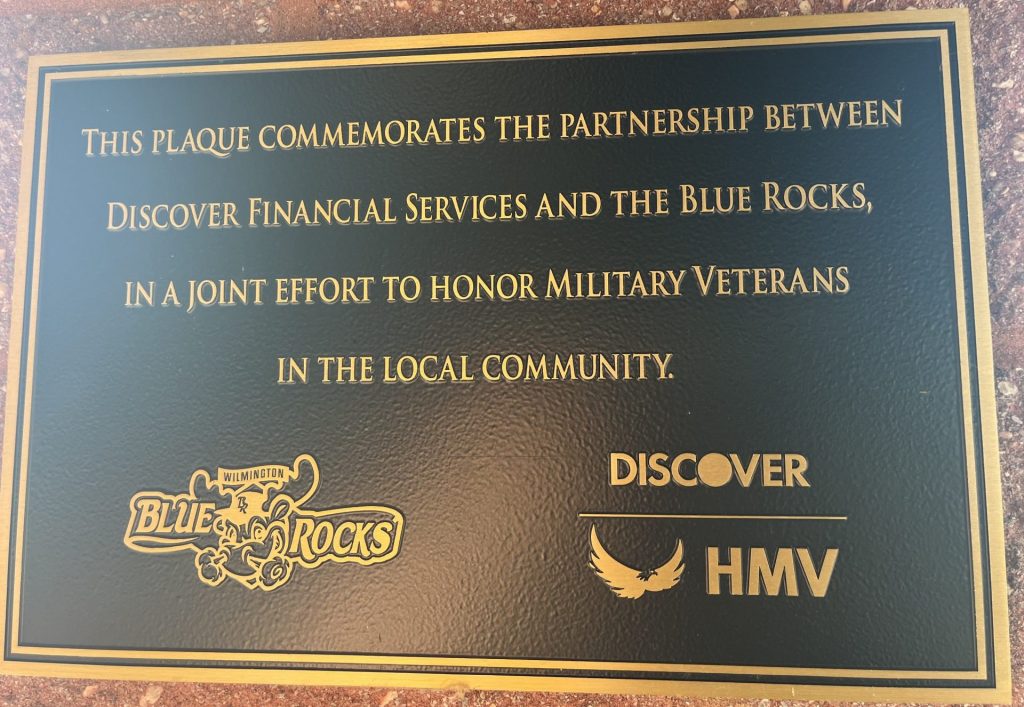 THIS PLAQUE COMMEMORATES THE PARTNERSHIP BETWEEN
DISCOVER FINANCIAL SERVICES AND THE BLUE ROCKS,
IN A JOINT EFFORT TO HONOR MILITARY VETERANS
IN THE LOCAL COMMUNITY.
WILMINGTON
BR
BLUE ROCKS
DISCOVER
HMV